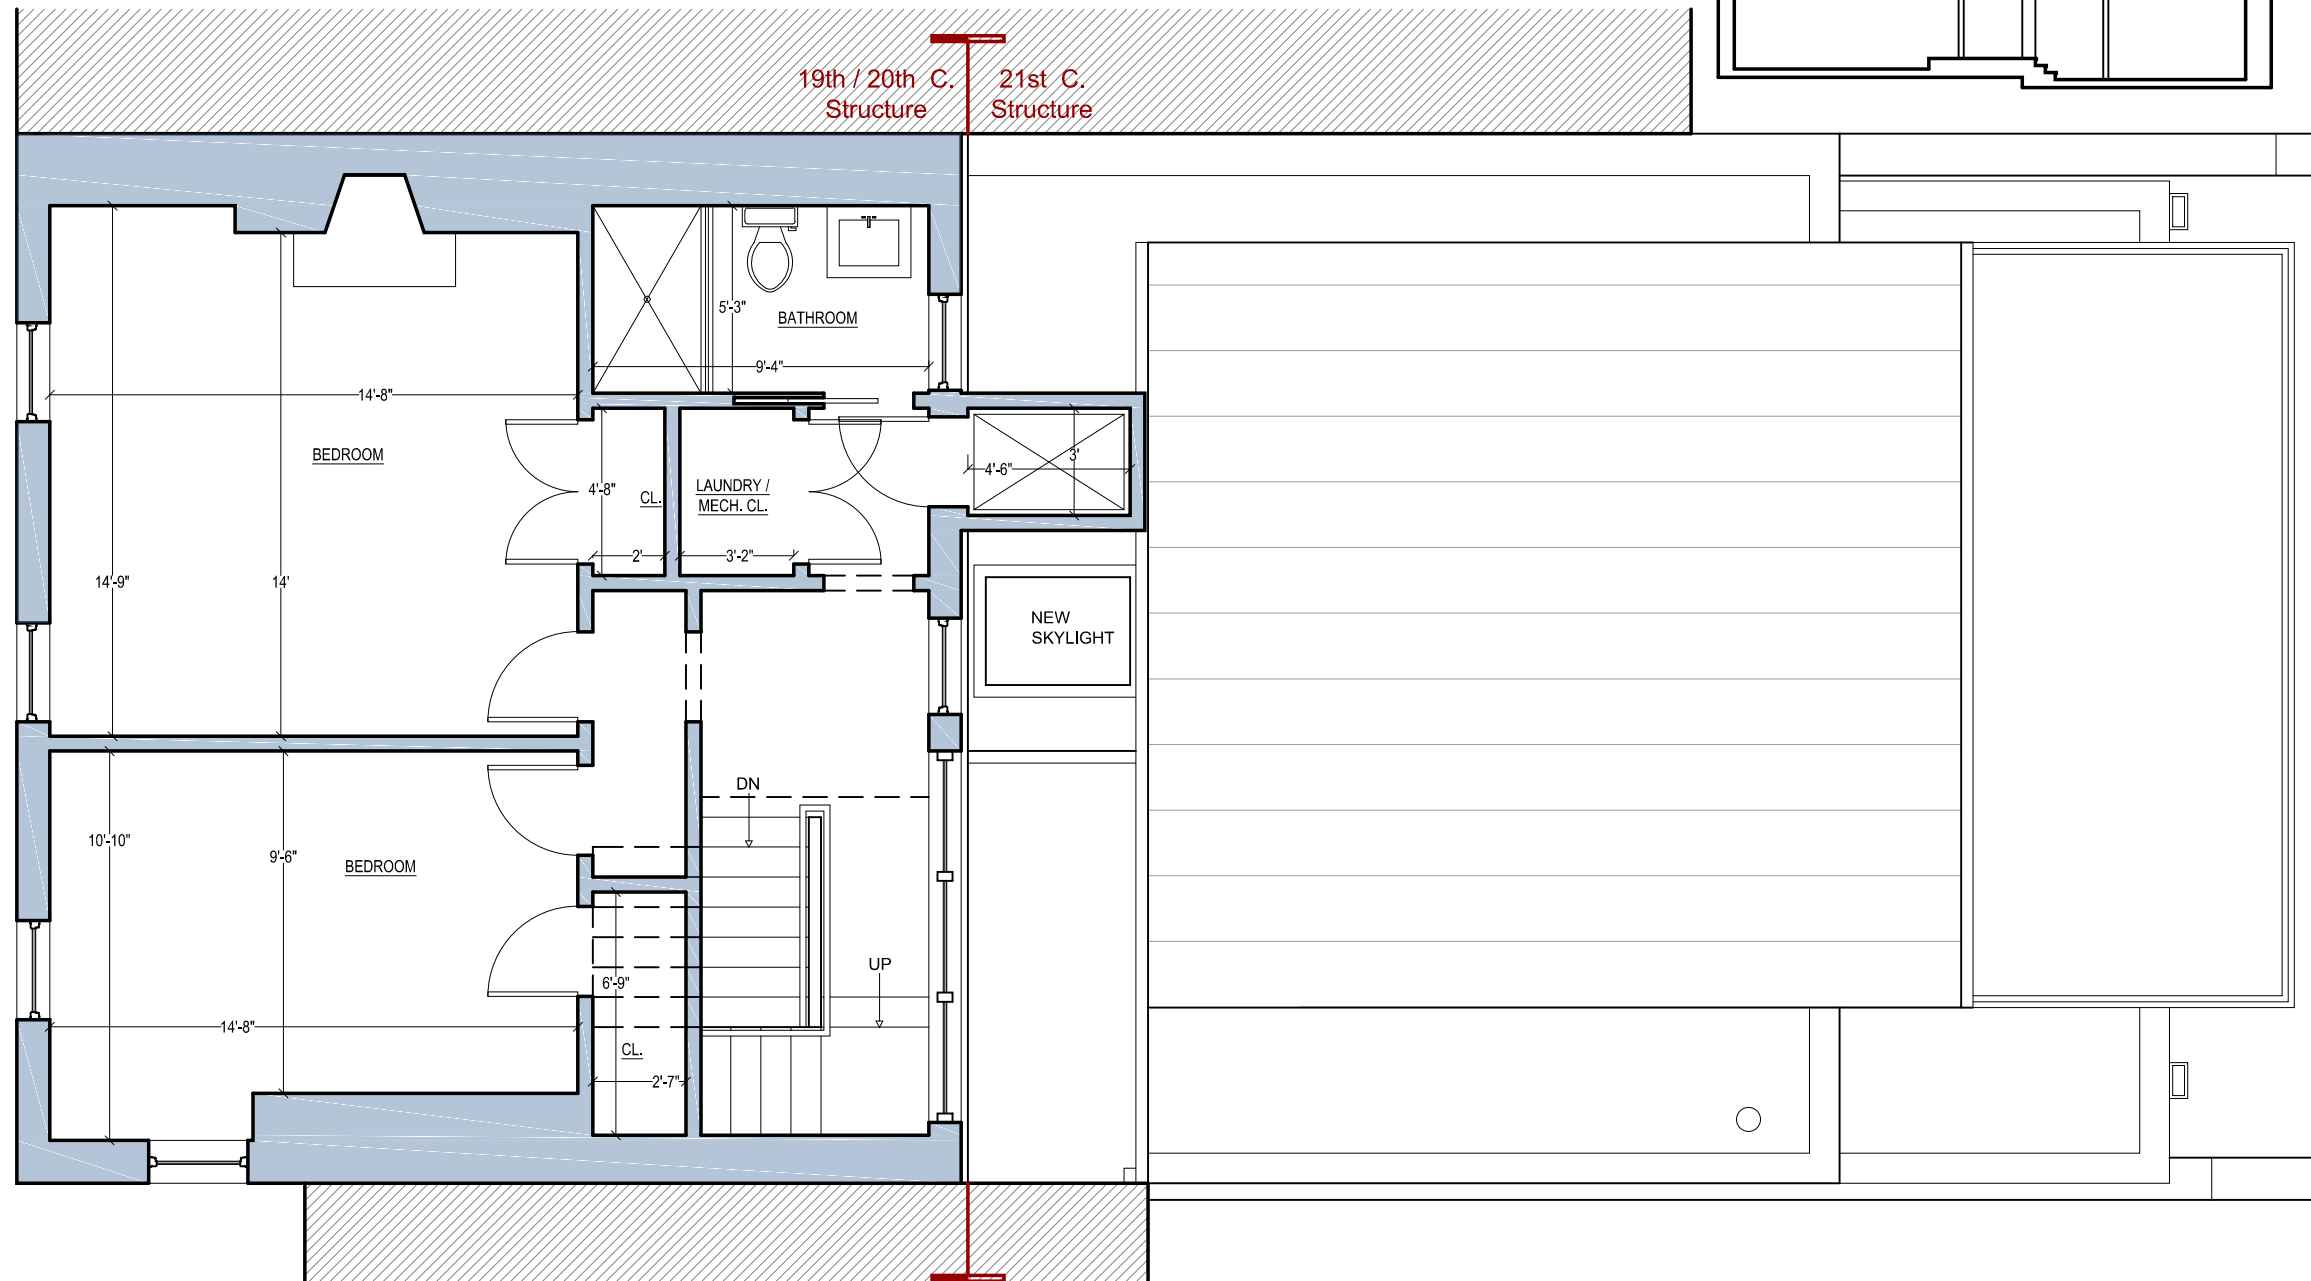 19th / 20th C.
Structure
21st C.
Structure
5'-3"
BATHROOM
9'-4"
14'-8"
BEDROOM
4'-8"
CL.
LAUNDRY /
MECH. CL.
4'-6"
3'
2'
3'-2"
14'-9"
14'
NEW
SKYLIGHT
DN
10'-10"
9'-6"
BEDROOM
UP
6'-9"
14'-8"
CL.
2'-7"